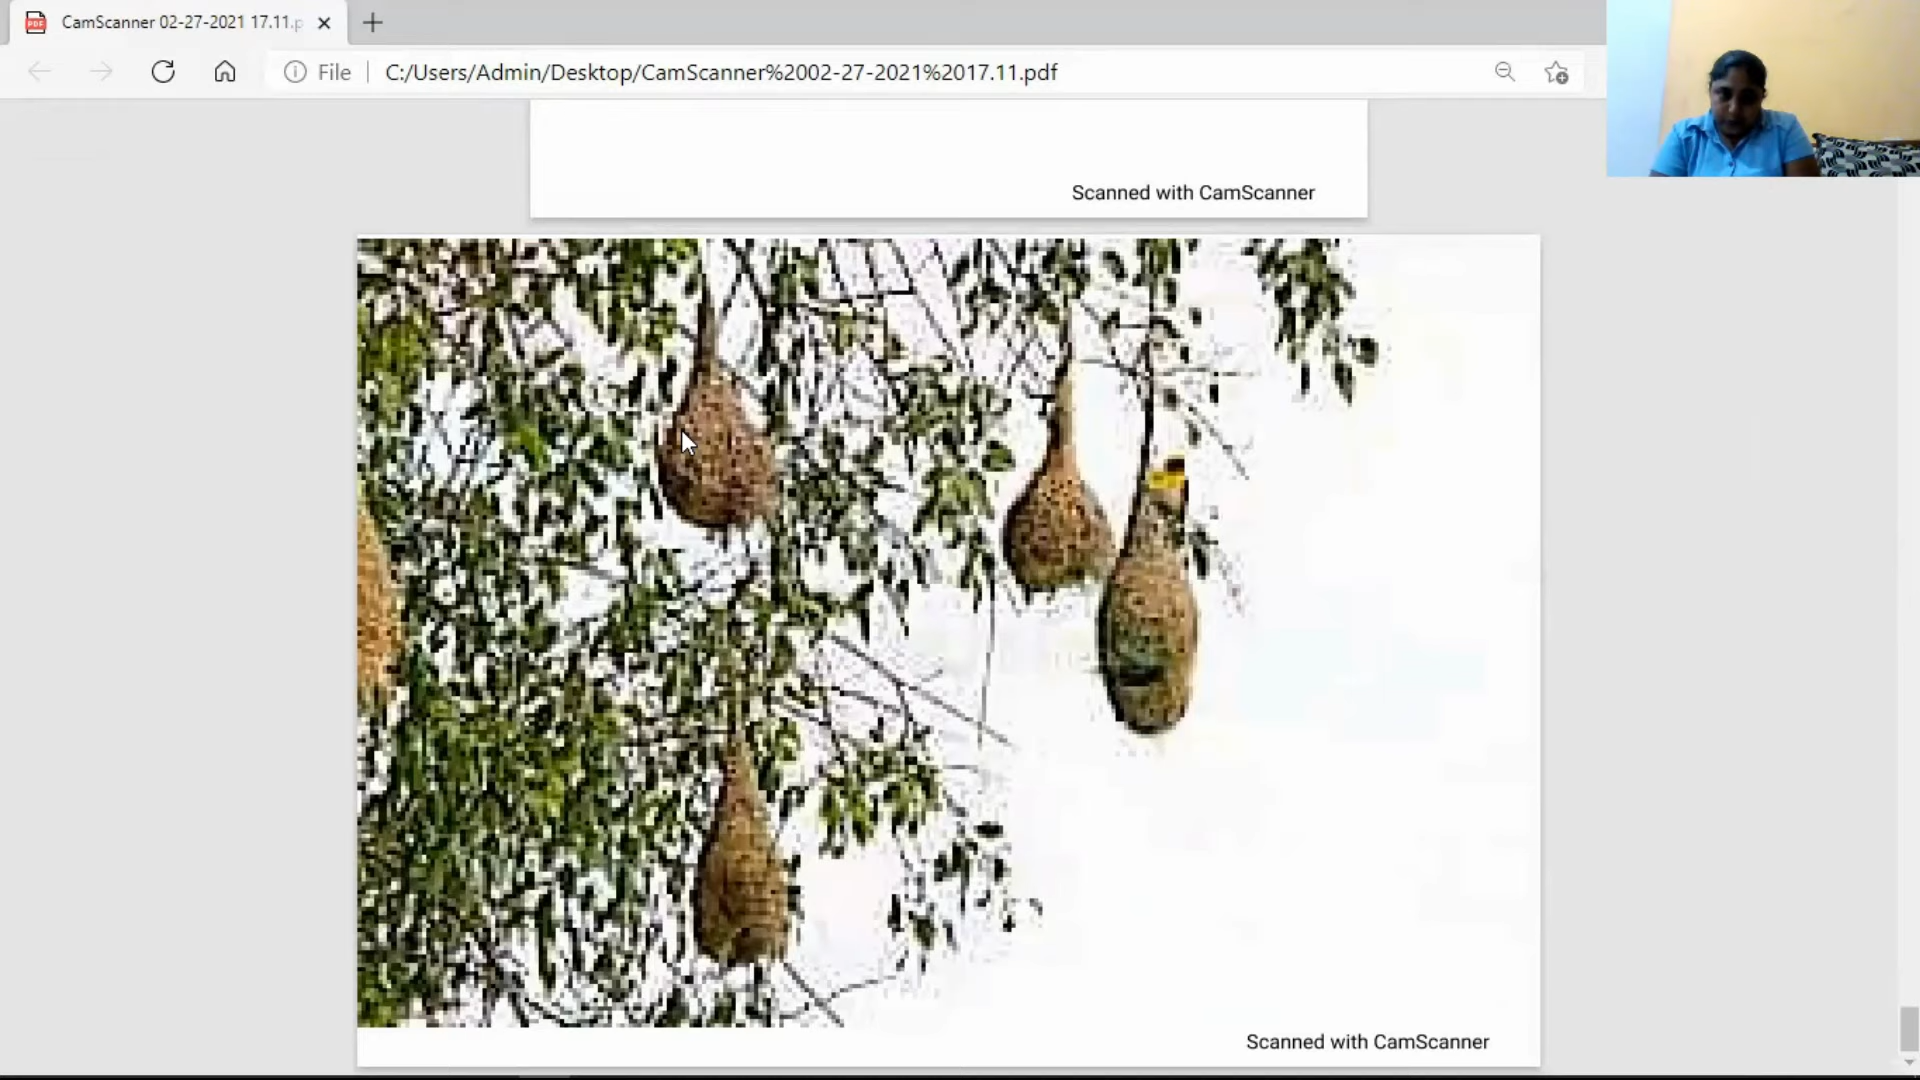 CamScanner 02-27-2021 17.11.p
File
C:/Users/Admin/Desktop/CamScanner%2002-27-2021%2017.11.pdf
Scanned with CamScanner
Scanned with CamScanner